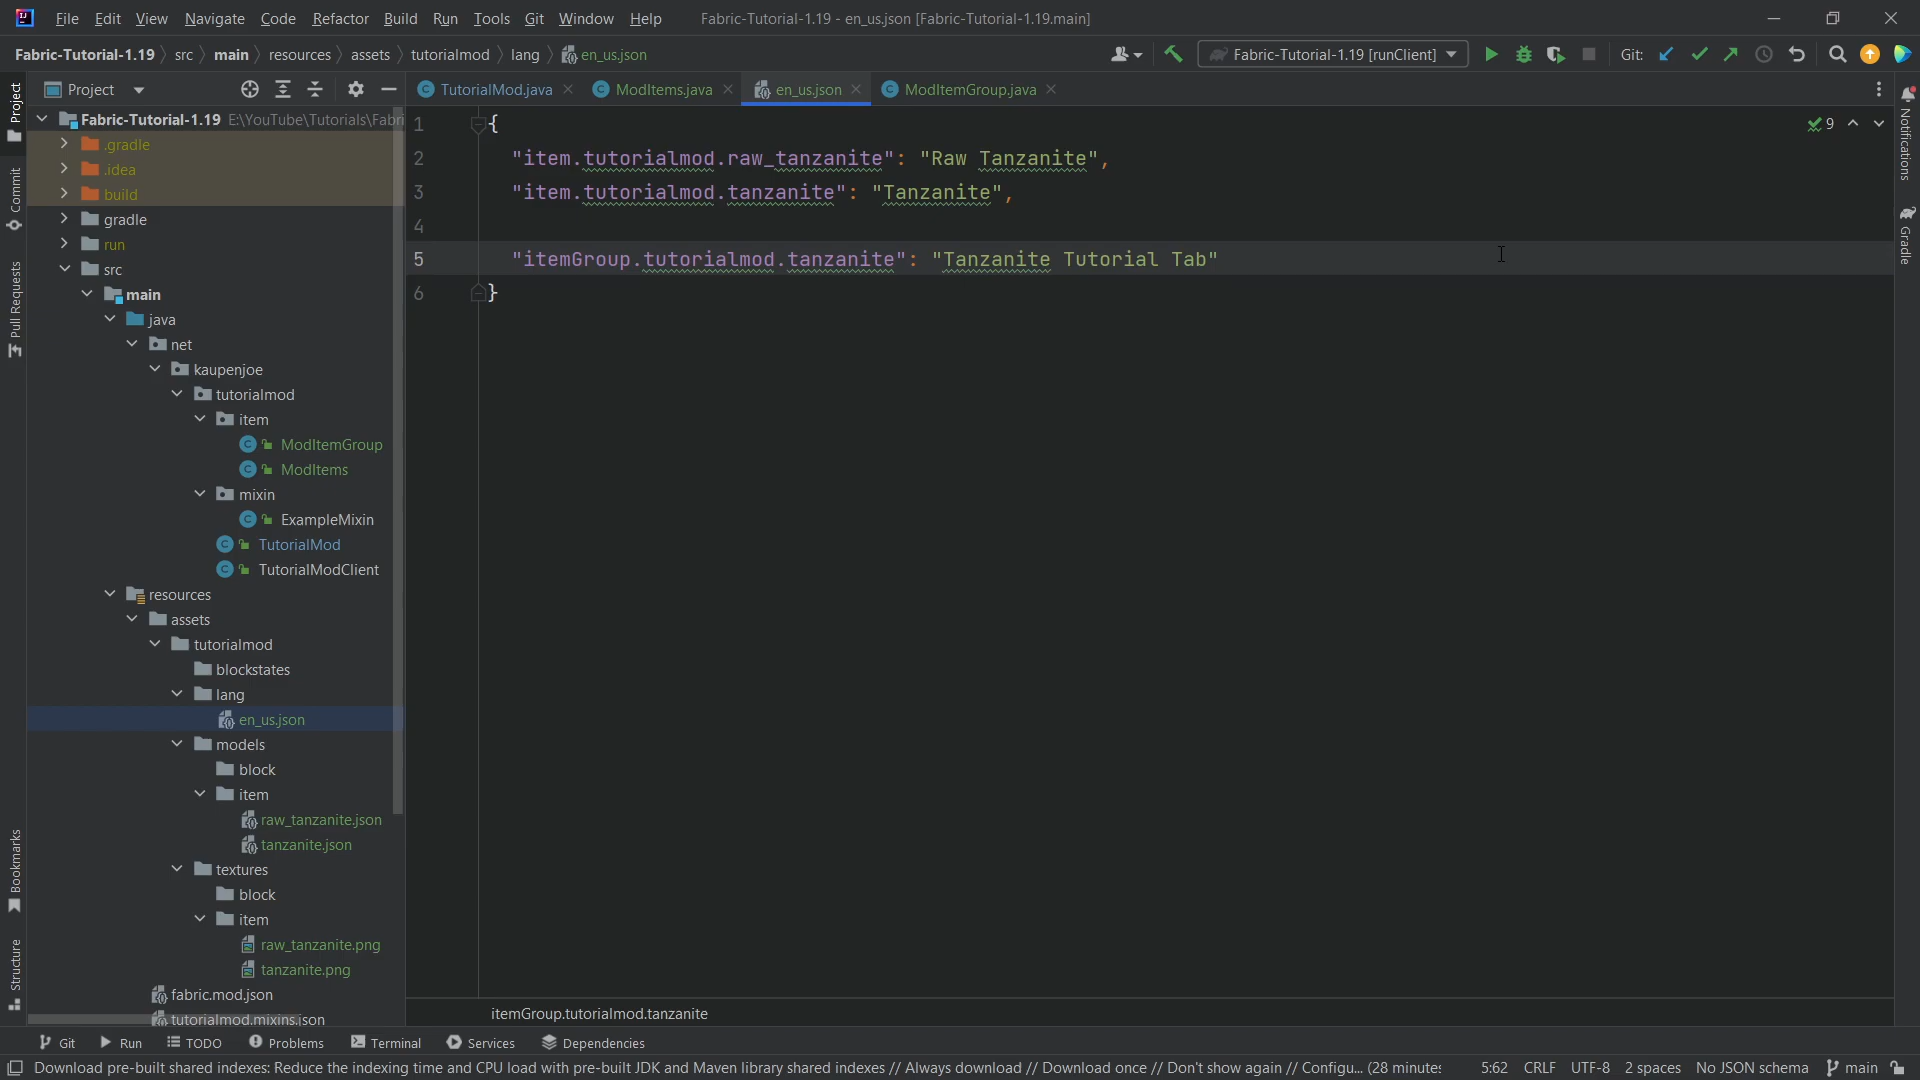 File Edit View Navigate Code Refactor Build Run Tools Git Window Help Fabric-Tutorial-1.19 - en_us.json [Fabric-Tutorial-1.19.main]
Fabric-Tutorial-1.19 src main resources assets tutorialmod lang en_us.json Fabric-Tutorial-1.19 [runClient] Git:
Project TutorialMod.java ModItems.java en_us.json ModItemGroup.java
Fabric-Tutorial-1.19 E:\YouTube\Tutorials\Fabri
.gradle
.idea
build
gradle
run
src
main
java
net
kaupenjoe
tutorialmod
item
ModItemGroup
ModItems
mixin
ExampleMixin
TutorialMod
TutorialModClient
resources
assets
tutorialmod
blockstates
lang
en_us.json
models
block
item
raw_tanzanite.json
tanzanite.json
textures
block
item
raw_tanzanite.png
tanzanite.png
fabric.mod.json
tutorialmod.mixins.json
1 {
2 "item.tutorialmod.raw_tanzanite": "Raw Tanzanite",
3 "item.tutorialmod.tanzanite": "Tanzanite",
4
5 "itemGroup.tutorialmod.tanzanite": "Tanzanite Tutorial Tab"
6 }
9
itemGroup.tutorialmod.tanzanite
Project
Commit
Pull Requests
Bookmarks
Structure
Notifications
Gradle
Git Run TODO Problems Terminal Services Dependencies
Download pre-built shared indexes: Reduce the indexing time and CPU load with pre-built JDK and Maven library shared indexes // Always download // Download once // Don't show again // Configu... (28 minutes 5:62 CRLF UTF-8 2 spaces No JSON schema main